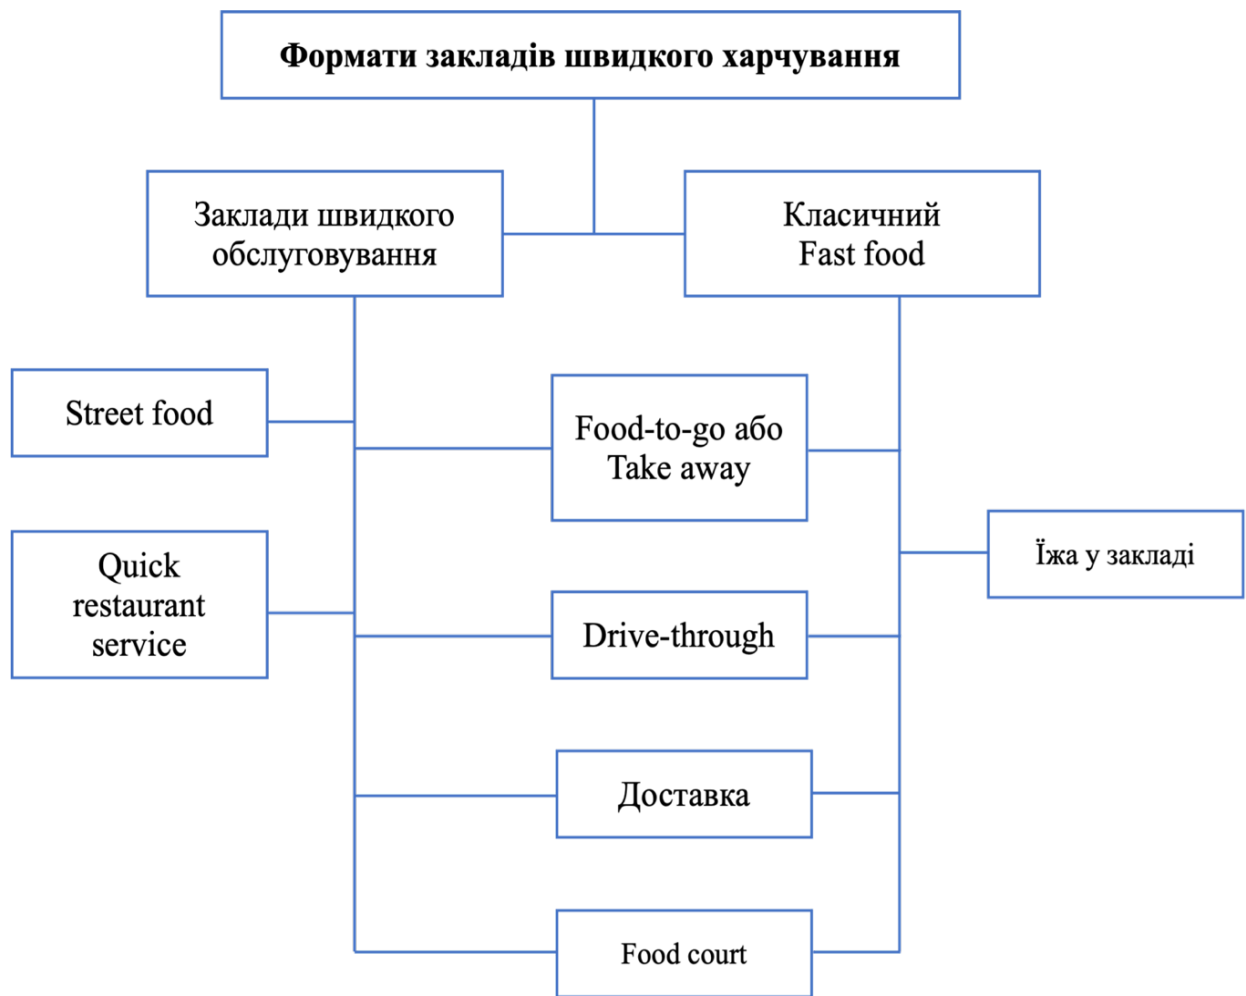 Формати закладів швидкого харчування
Заклади швидкого
обслуговування
Класичний
Fast food
Street food
Food-to-go або
Take away
Quick
restaurant
service
Їжа у закладі
Drive-through
Доставка
Food court